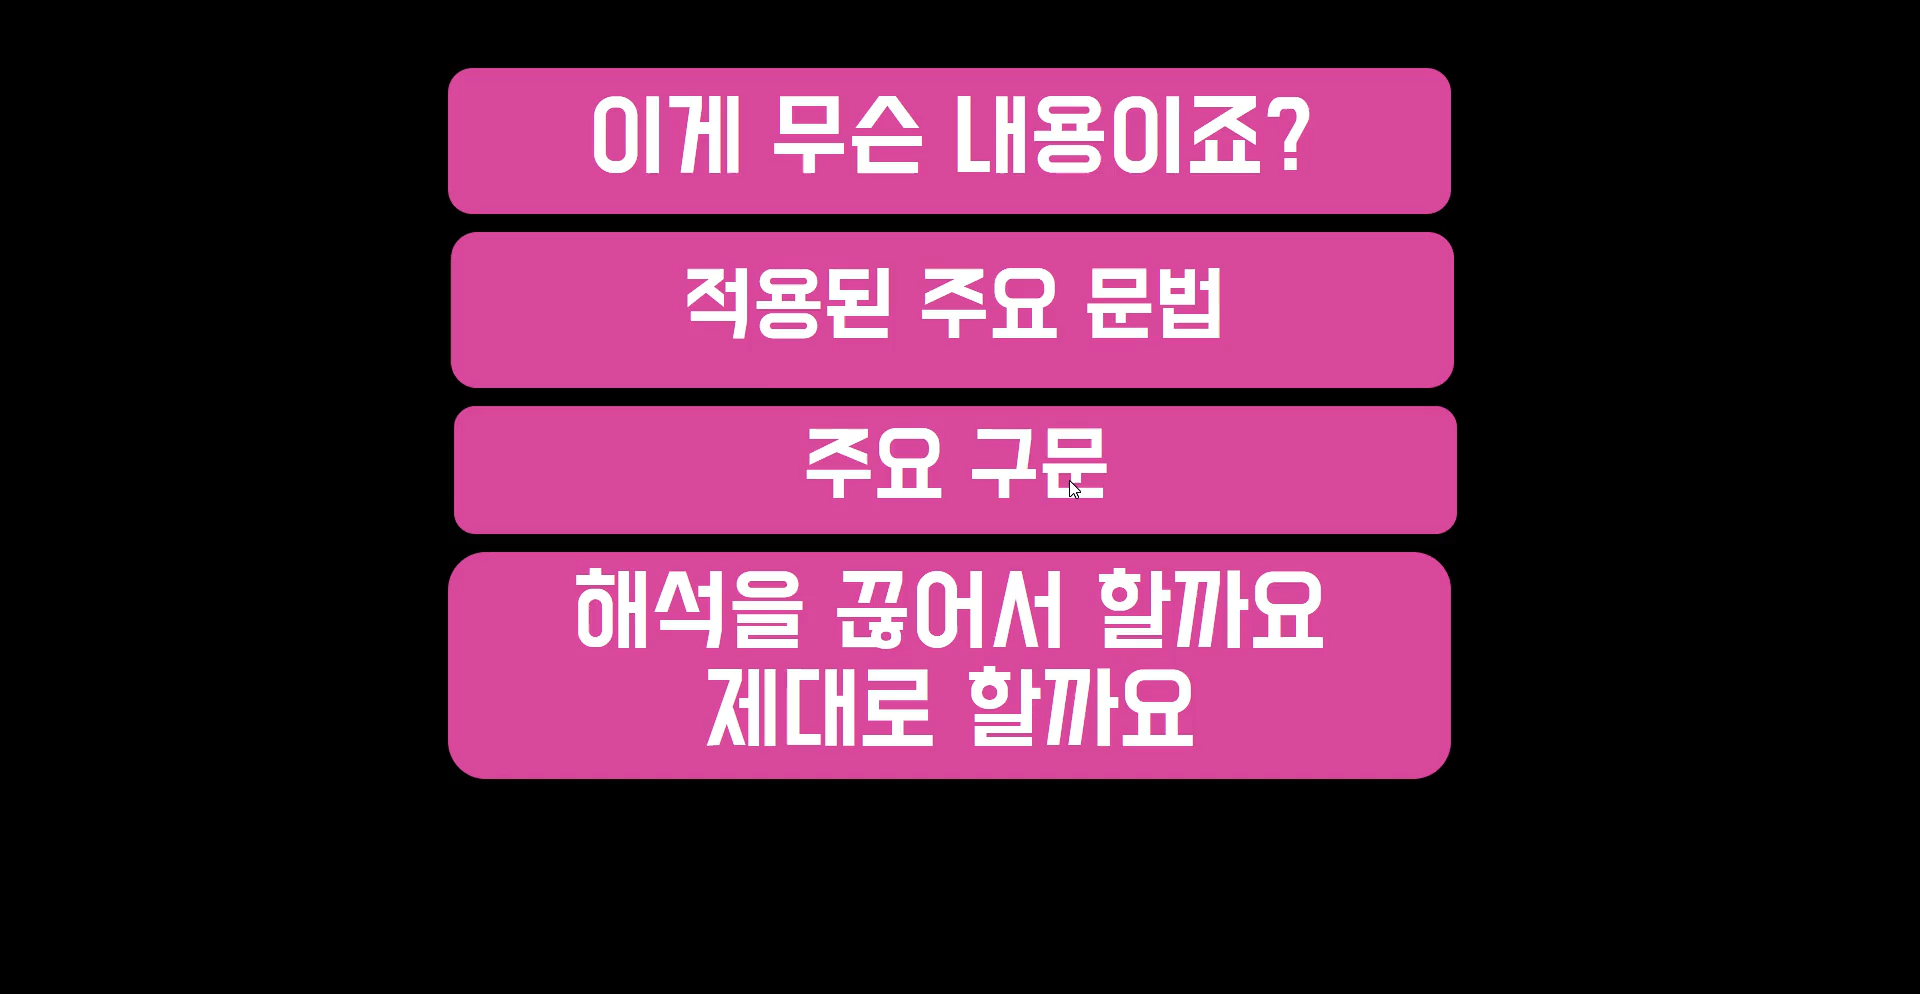 이게 무슨 내용이죠?
적용된 주요 문법
주요 구문
해석을 끊어서 할까요
제대로 할까요